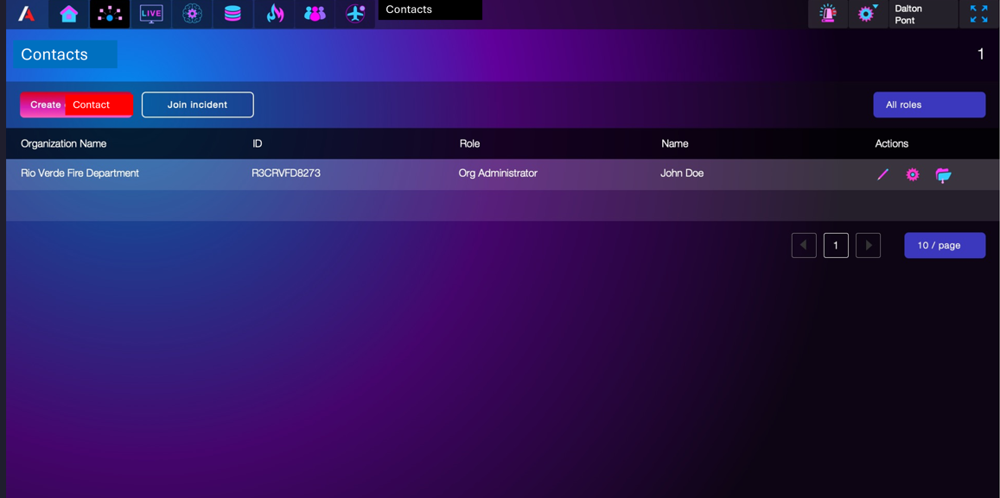 LIVE
Contacts
Dalton
Pont
Contacts
1
Create Contact
Join incident
All roles
Organization Name ID Role Name Actions
Rio Verde Fire Department R3CRVFD8273 Org Administrator John Doe
1
10 / page